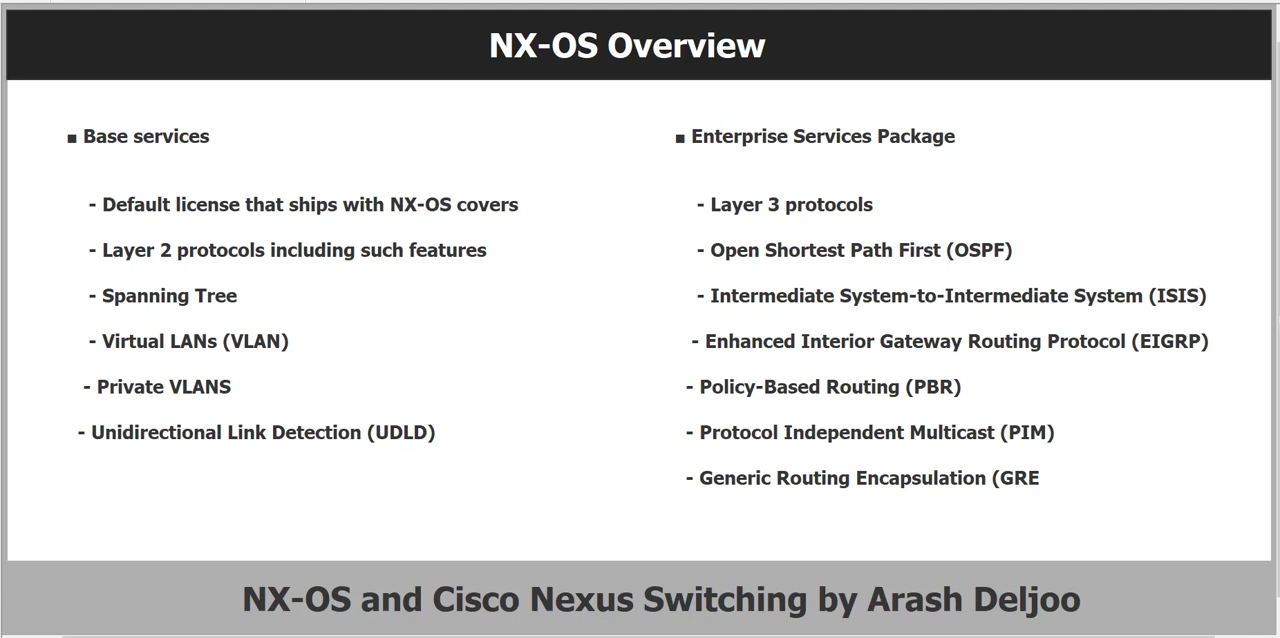 NX-OS Overview
▪ Base services
- Default license that ships with NX-OS covers
- Layer 2 protocols including such features
- Spanning Tree
- Virtual LANs (VLAN)
- Private VLANS
- Unidirectional Link Detection (UDLD)
▪ Enterprise Services Package
- Layer 3 protocols
- Open Shortest Path First (OSPF)
- Intermediate System-to-Intermediate System (ISIS)
- Enhanced Interior Gateway Routing Protocol (EIGRP)
- Policy-Based Routing (PBR)
- Protocol Independent Multicast (PIM)
- Generic Routing Encapsulation (GRE
NX-OS and Cisco Nexus Switching by Arash Deljoo